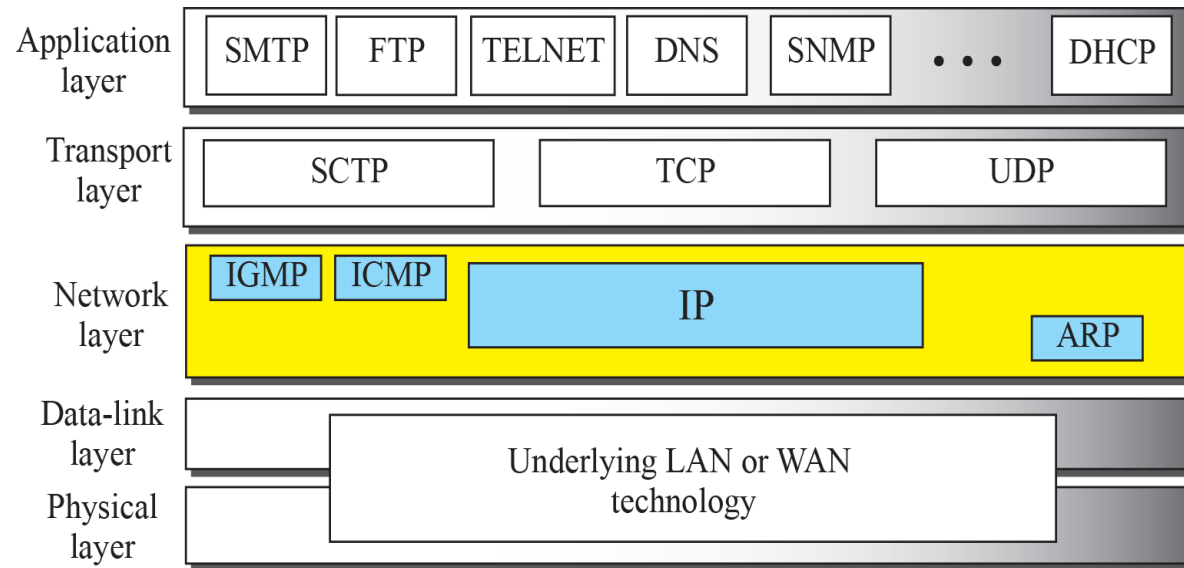 Application
layer
SMTP
FTP
TELNET
DNS
SNMP
• • •
DHCP
Transport
layer
SCTP
TCP
UDP
Network
layer
IGMP
ICMP
IP
ARP
Data-link
layer
Underlying LAN or WAN
technology
Physical
layer